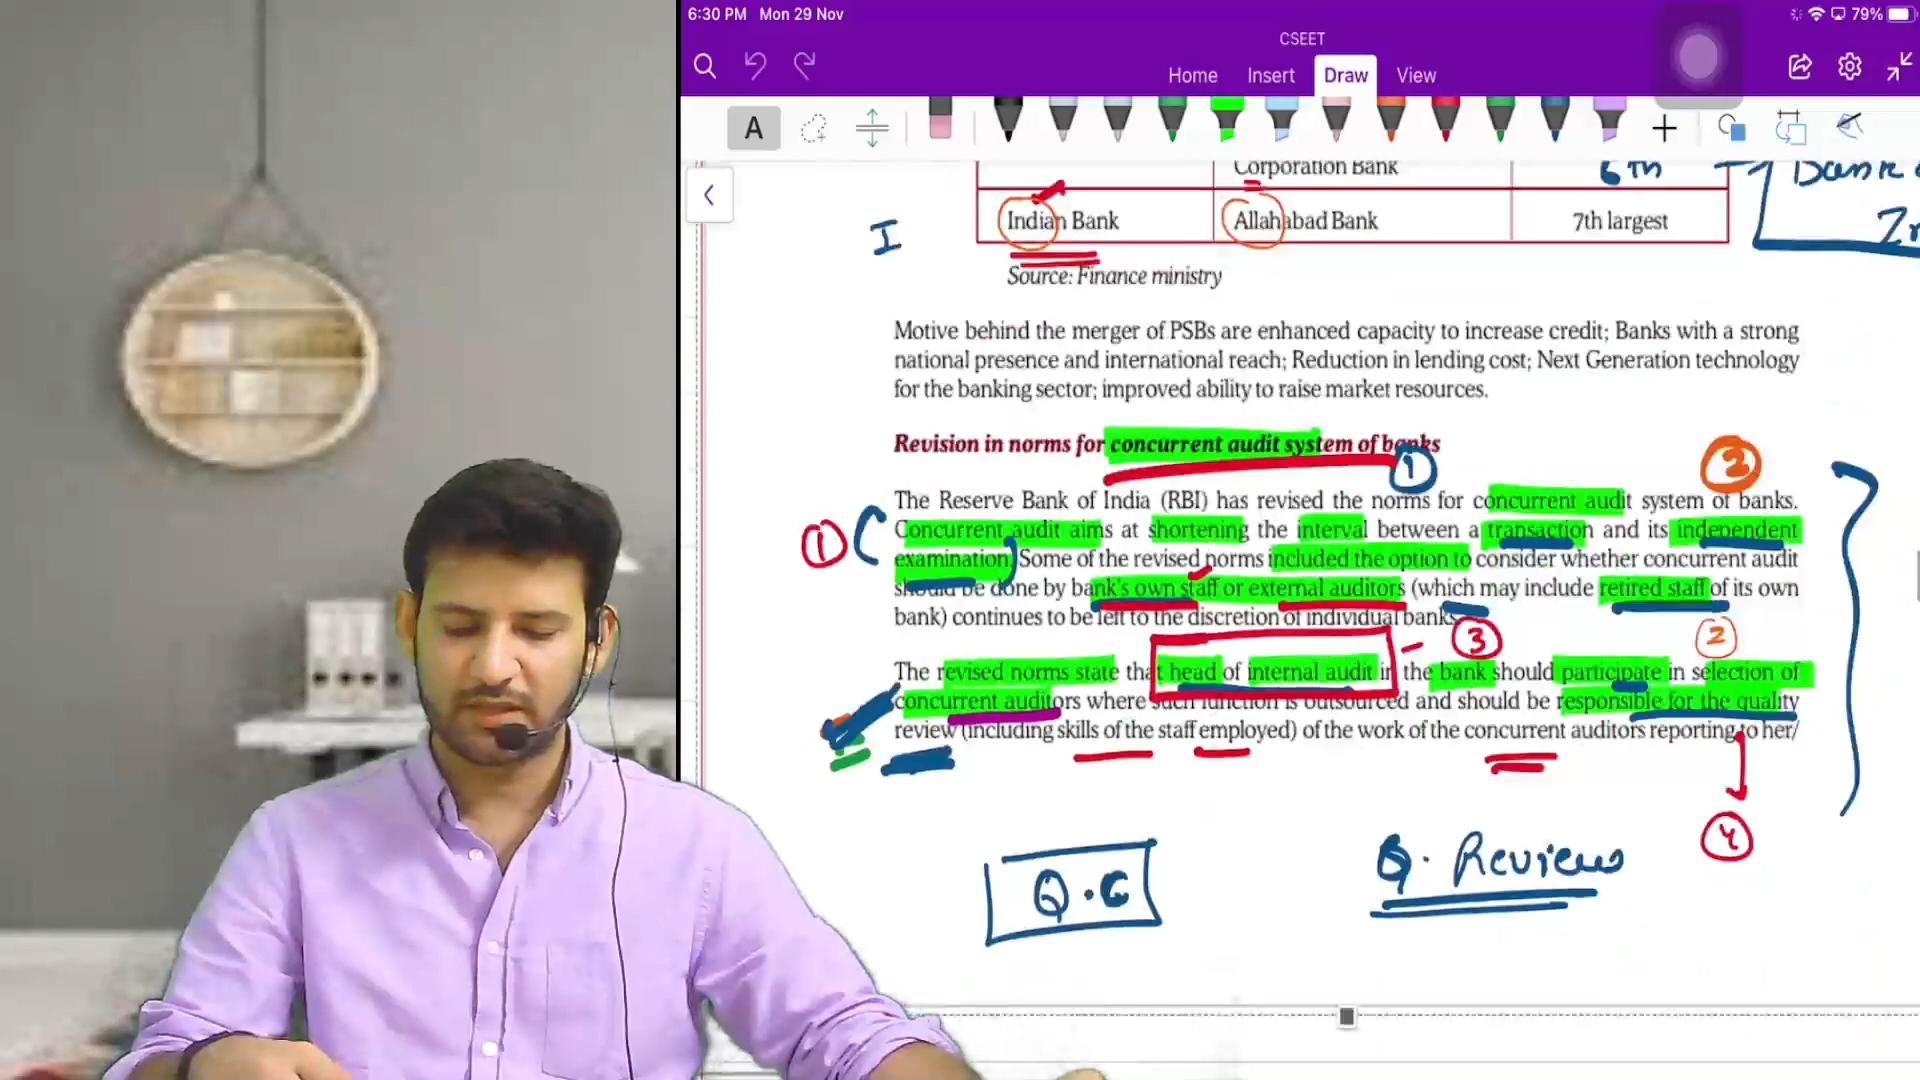 6:30 PM Mon 29 Nov
79%
CSEET
Home Insert Draw View
A
Corporation Bank
6th
Bank
Indian Bank Allahabad Bank 7th largest
I
Source: Finance ministry
Motive behind the merger of PSBs are enhanced capacity to increase credit; Banks with a strong
national presence and international reach; Reduction in lending cost; Next Generation technology
for the banking sector; improved ability to raise market resources.
Revision in norms for concurrent audit system of banks
1
2
The Reserve Bank of India (RBI) has revised the norms for concurrent audit system of banks.
1
Concurrent audit aims at shortening the interval between a transaction and its independent
examination. Some of the revised norms included the option to consider whether concurrent audit
should be done by bank's own staff or external auditors (which may include retired staff of its own
bank) continues to be left to the discretion of individual banks.
3
2
The revised norms state that head of internal audit in the bank should participate in selection of
concurrent auditors where such function is outsourced and should be responsible for the quality
review (including skills of the staff employed) of the work of the concurrent auditors reporting to her/
4
Q.C
Q. Reviews